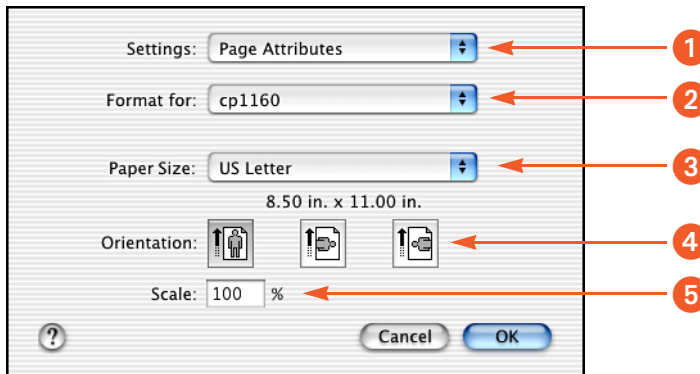 Settings: Page Attributes 1
Format for: cp1160 2
Paper Size: US Letter 3
8.50 in. x 11.00 in.
Orientation: 4
Scale: 100 % 5
? Cancel OK